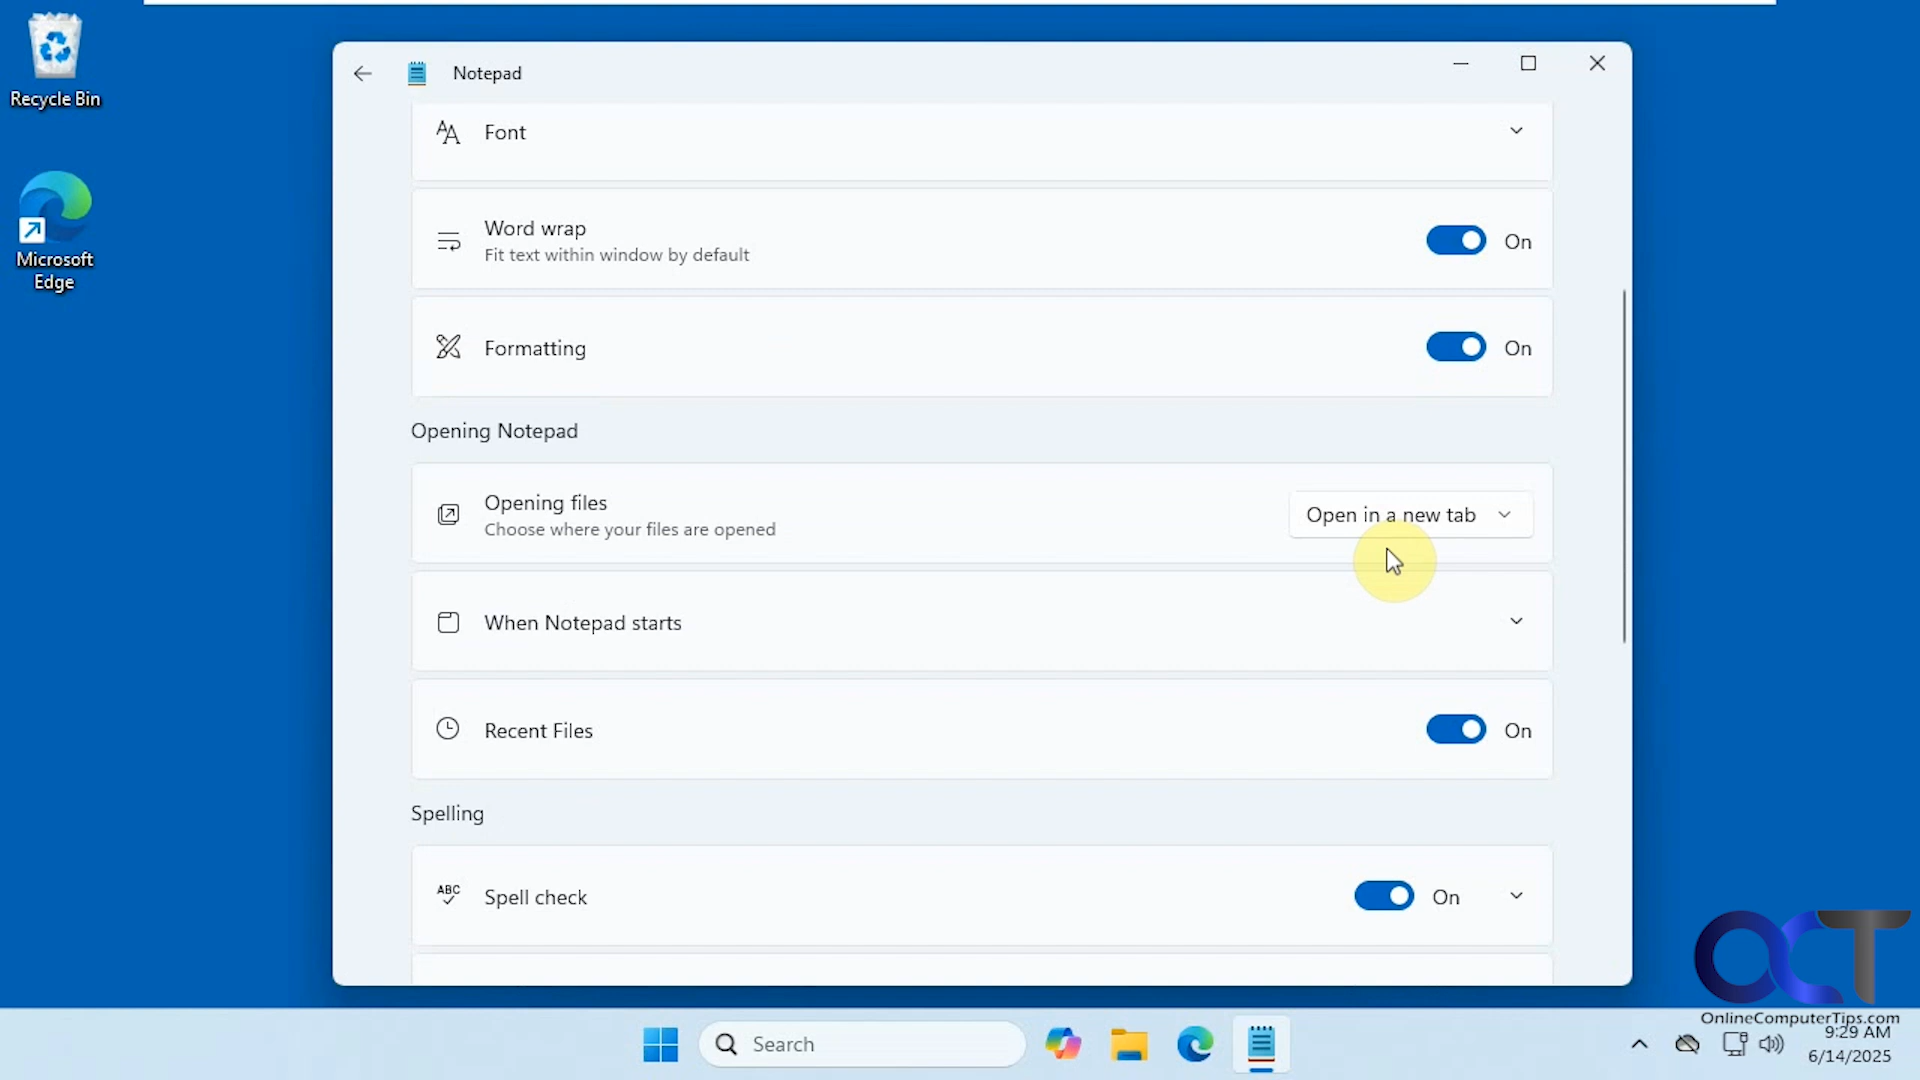 Recycle Bin
Microsoft
Edge
Notepad
Font
Word wrap
Fit text within window by default
On
Formatting
On
Opening Notepad
Opening files
Choose where your files are opened
Open in a new tab
When Notepad starts
Recent Files
On
Spelling
ABC
Spell check
On
OCT
OnlineComputerTips.com
Search
9:29 AM
6/14/2025